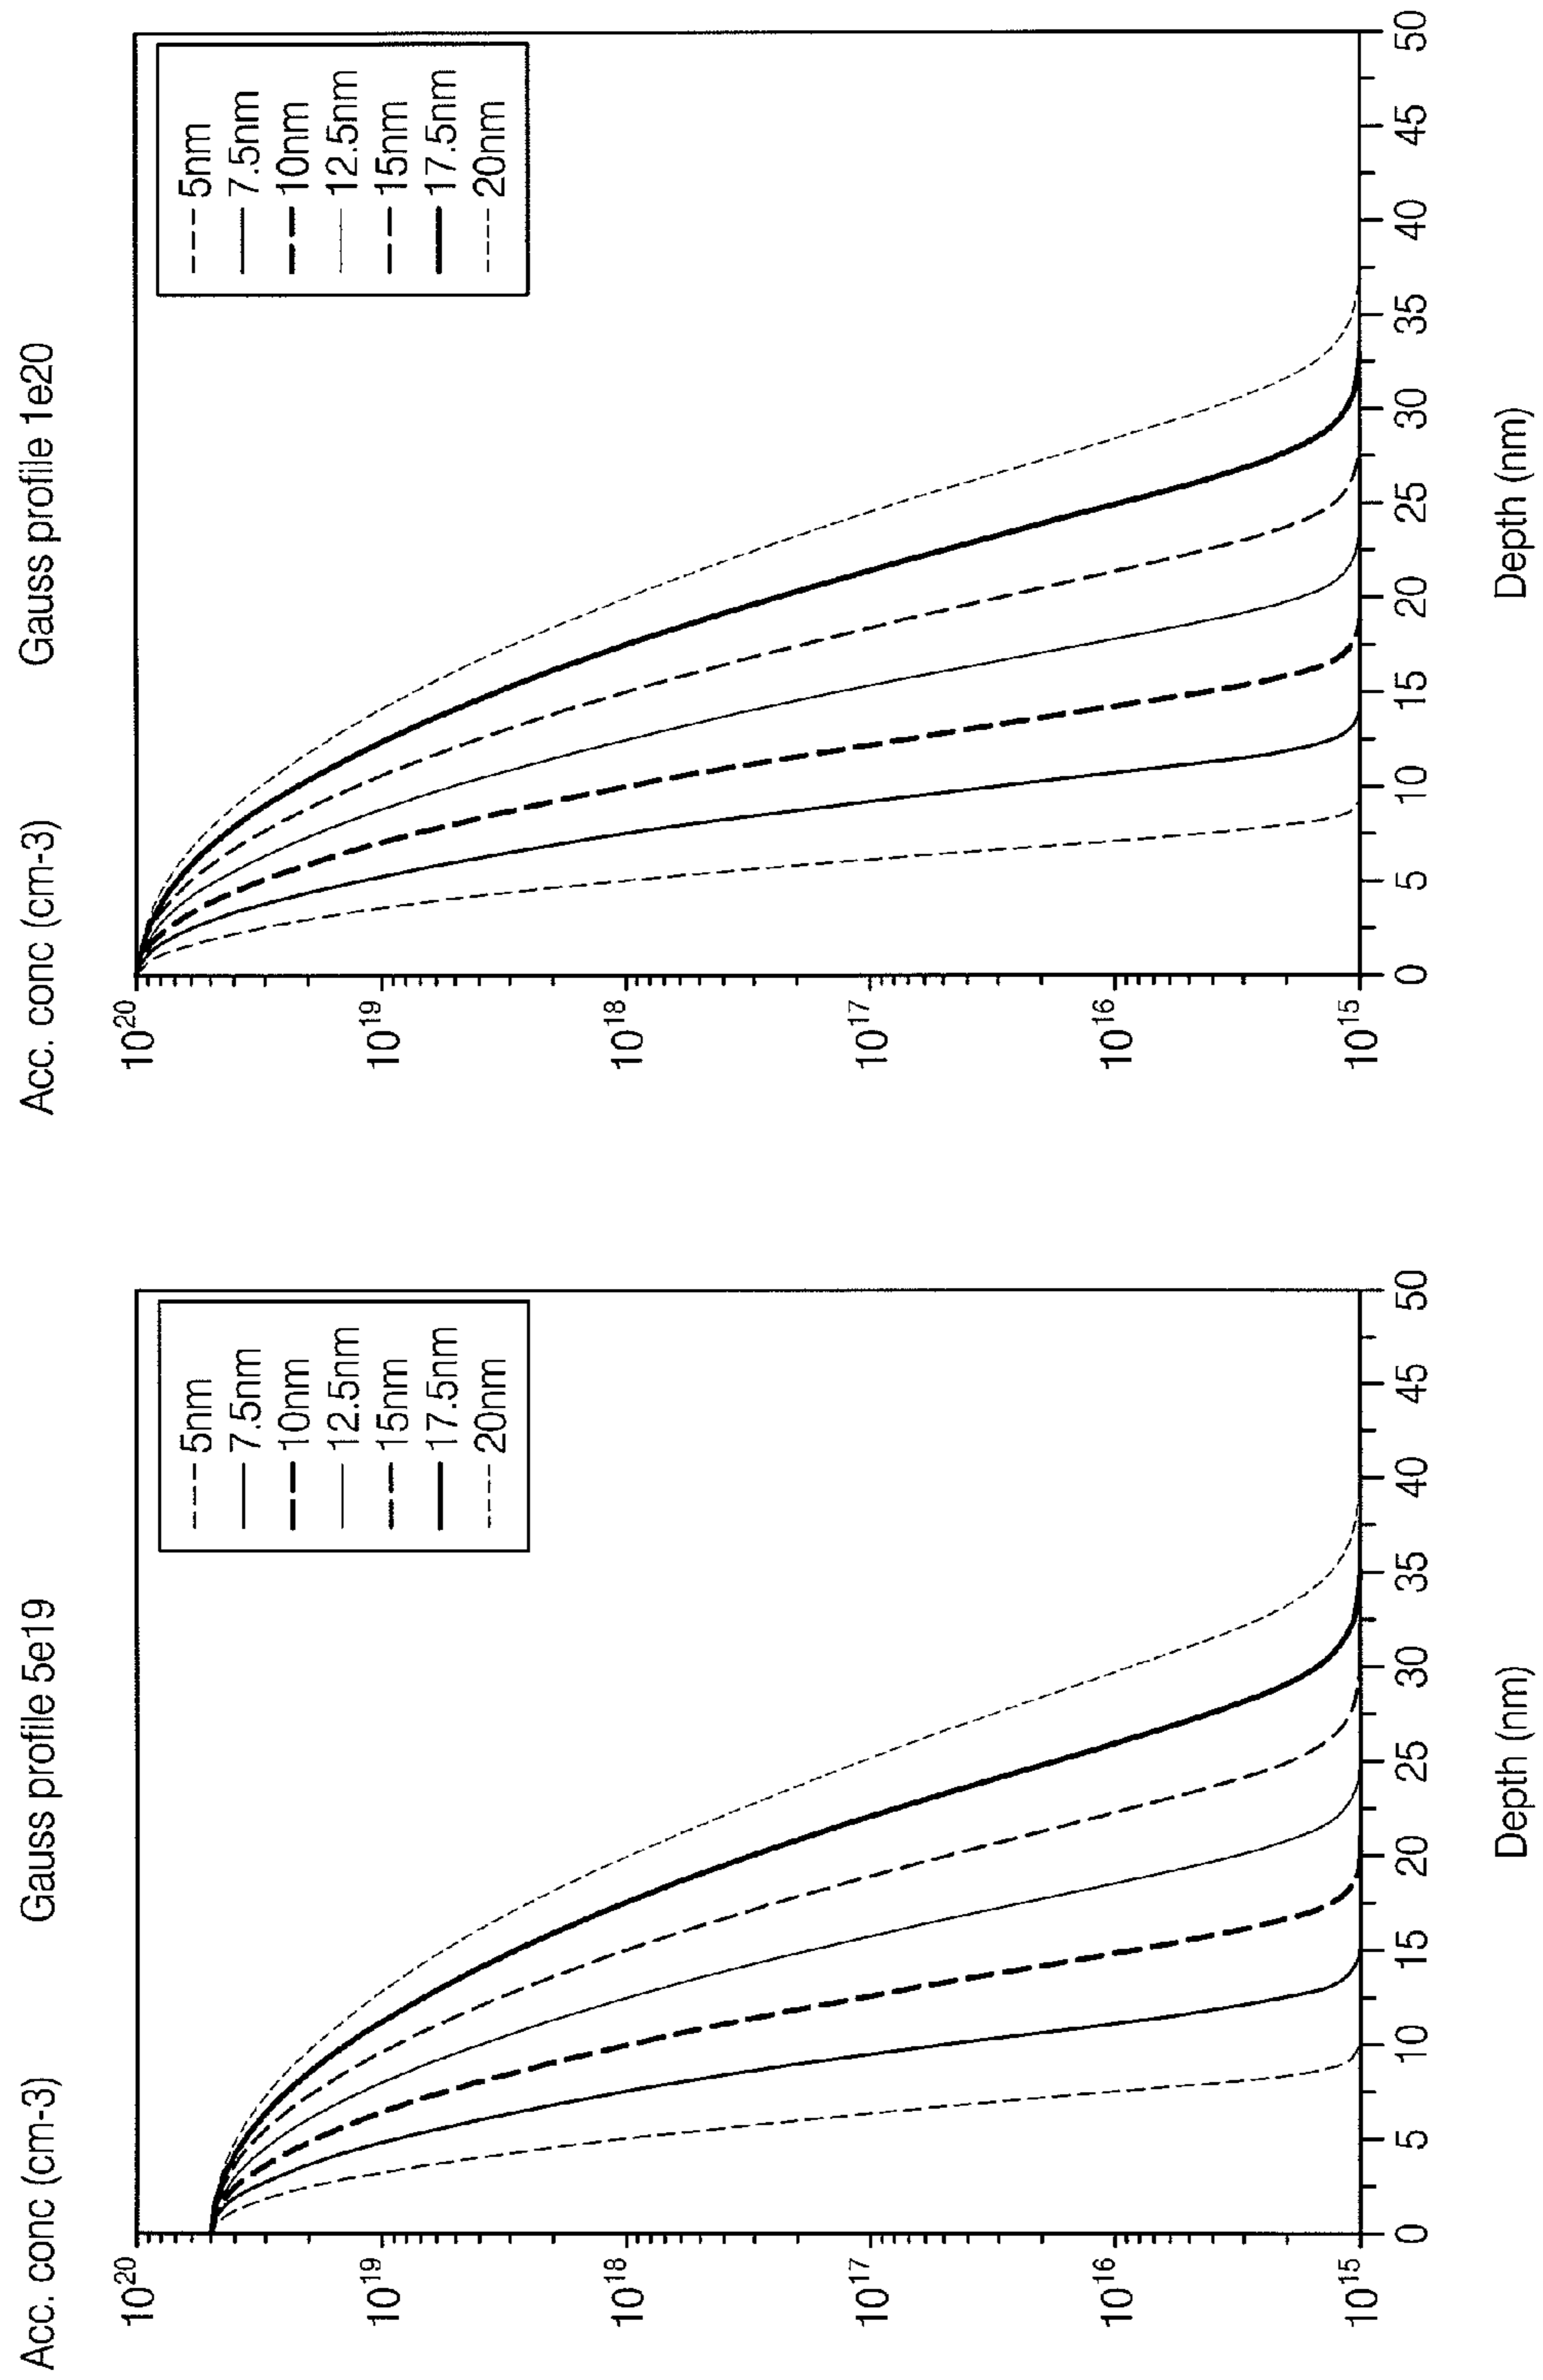 Acc. conc (cm-3)
Gauss profile 5e19
10^20
10^19
10^18
10^17
10^16
10^15
5nm
7.5nm
10nm
12.5nm
15nm
17.5nm
20nm
0 5 10 15 20 25 30 35 40 45 50
Depth (nm)
Acc. conc (cm-3)
Gauss profile 1e20
10^20
10^19
10^18
10^17
10^16
10^15
5nm
7.5nm
10nm
12.5nm
15nm
17.5nm
20nm
0 5 10 15 20 25 30 35 40 45 50
Depth (nm)